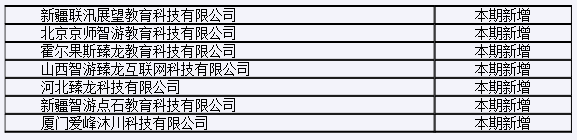 新疆联汛展望教育科技有限公司 本期新增
北京京师智游教育科技有限公司 本期新增
霍尔果斯臻龙教育科技有限公司 本期新增
山西智游臻龙互联网科技有限公司 本期新增
河北臻龙科技有限公司 本期新增
新疆智游点石教育科技有限公司 本期新增
厦门爱峰沐川科技有限公司 本期新增